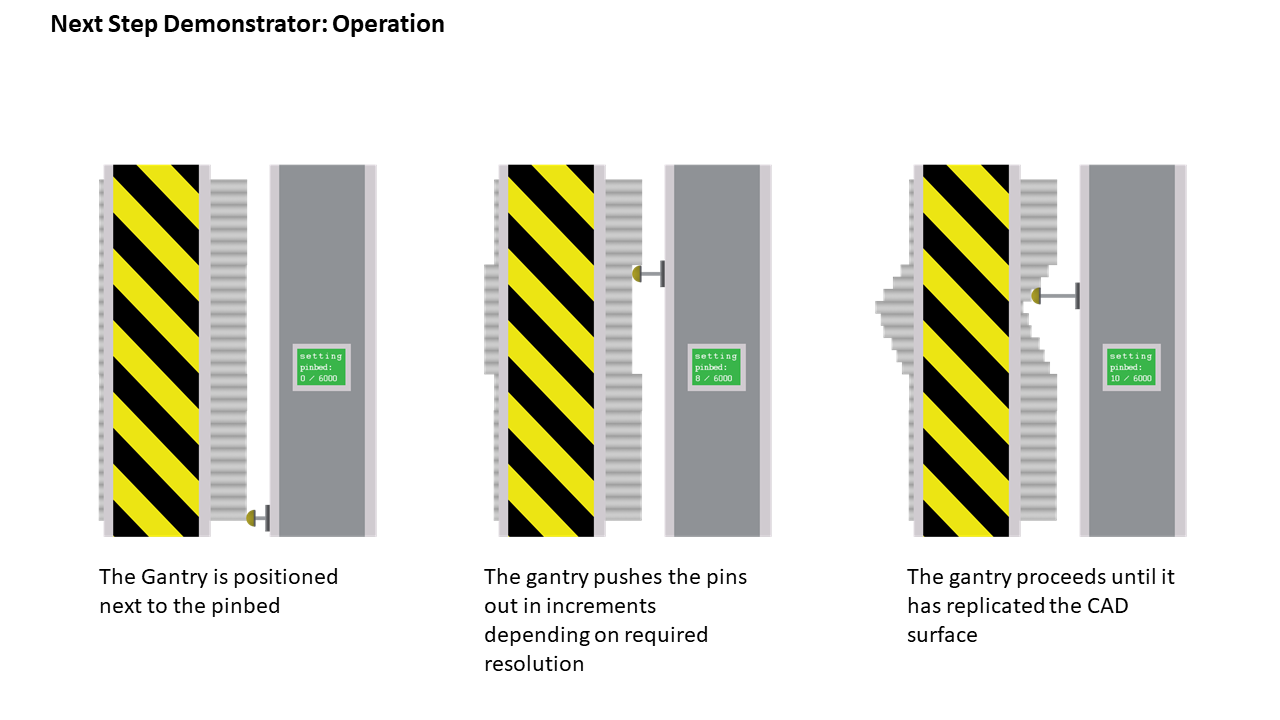 Next Step Demonstrator: Operation
setting
pinbed:
0 / 6000
setting
pinbed:
8 / 6000
setting
pinbed:
10 / 6000
The Gantry is positioned
next to the pinbed
The gantry pushes the pins
out in increments
depending on required
resolution
The gantry proceeds until it
has replicated the CAD
surface